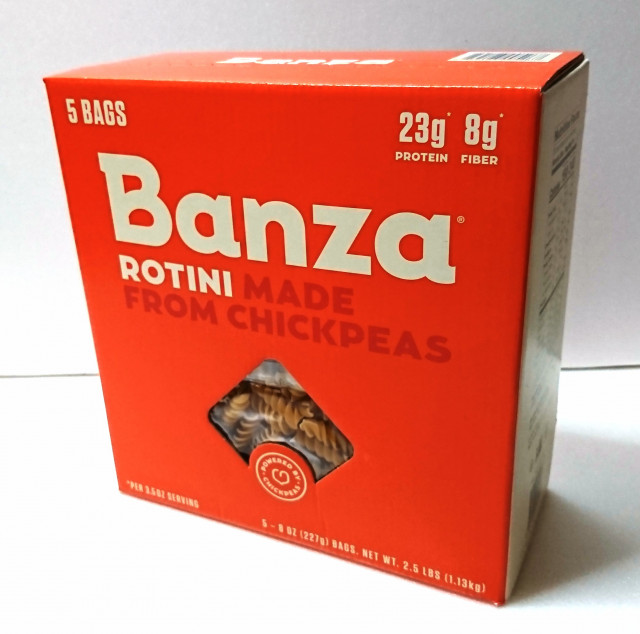 Banza
5 BAGS
23g* 8g*
PROTEIN FIBER
Banza®
ROTINI MADE
FROM CHICKPEAS
POWERED BY
CHICKPEAS
*PER 3.5OZ SERVING
5 - 8 OZ (227g) BAGS, NET WT. 2.5 LBS (1.13kg)